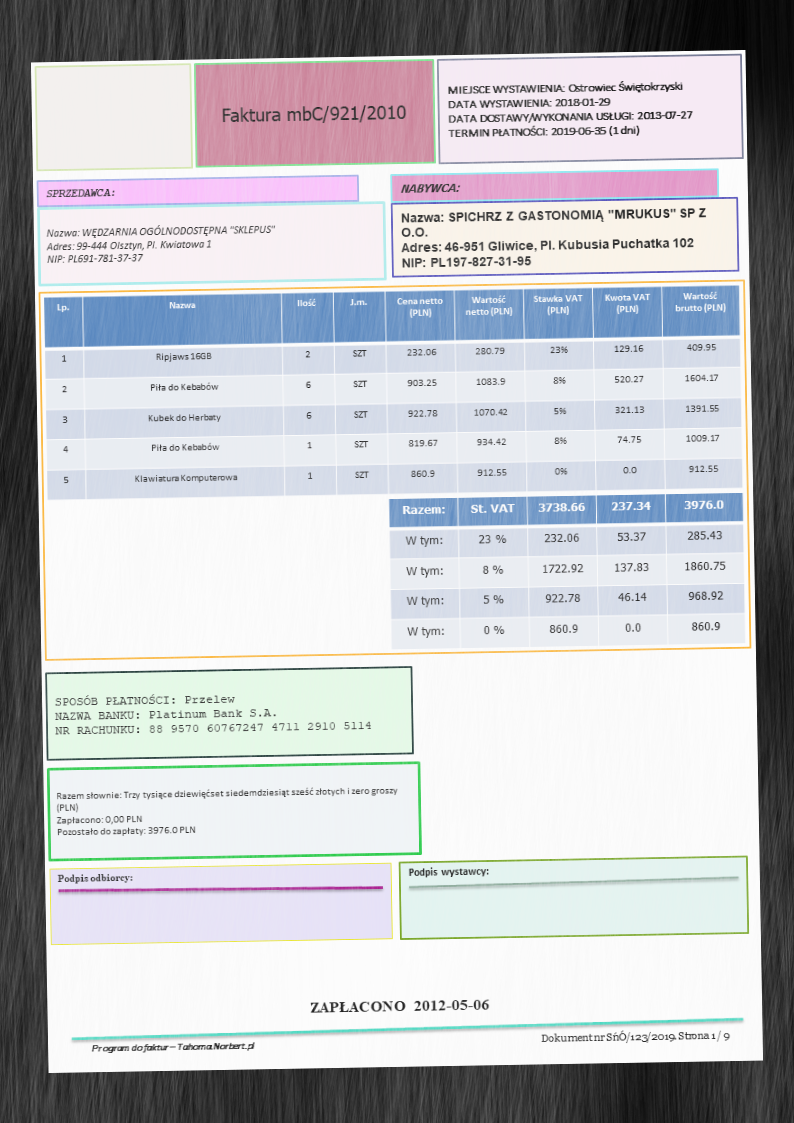 Faktura mbC/921/2010
MIEJSCE WYSTAWIENIA: Ostrowiec Świętokrzyski
DATA WYSTAWIENIA: 2018-01-29
DATA DOSTAWY/WYKONANIA USŁUGI: 2013-07-27
TERMIN PŁATNOŚCI: 2019-06-35 (1 dni)
SPRZEDAWCA:
Nazwa: WĘDZARNIA OGÓLNODOSTĘPNA "SKLEPUS"
Adres: 99-444 Olsztyn, Pl. Kwiatowa 1
NIP: PL691-781-37-37
NABYWCA:
Nazwa: SPICHRZ Z GASTONOMIĄ "MRUKUS" SP Z
O.O.
Adres: 46-951 Gliwice, Pl. Kubusia Puchatka 102
NIP: PL197-827-31-95
Lp. Nazwa Ilość J.m. Cena netto (PLN) Wartość netto (PLN) Stawka VAT (PLN) Kwota VAT (PLN) Wartość brutto (PLN)
1 Ripjaws 16GB 2 SZT 232.06 280.79 23% 129.16 409.95
2 Piła do Kebabów 6 SZT 903.25 1083.9 8% 520.27 1604.17
3 Kubek do Herbaty 6 SZT 922.78 1070.42 5% 321.13 1391.55
4 Piła do Kebabów 1 SZT 819.67 934.42 8% 74.75 1009.17
5 Klawiatura Komputerowa 1 SZT 860.9 912.55 0% 0.0 912.55
Razem: St. VAT 3738.66 237.34 3976.0
W tym: 23 % 232.06 53.37 285.43
W tym: 8 % 1722.92 137.83 1860.75
W tym: 5 % 922.78 46.14 968.92
W tym: 0 % 860.9 0.0 860.9
SPOSÓB PŁATNOŚCI: Przelew
NAZWA BANKU: Platinum Bank S.A.
NR RACHUNKU: 88 9570 60767247 4711 2910 5114
Razem słownie: Trzy tysiące dziewięćset siedemdziesiąt sześć złotych i zero groszy
(PLN)
Zapłacono: 0,00 PLN
Pozostało do zapłaty: 3976.0 PLN
Podpis odbiorcy:
Podpis wystawcy:
ZAPŁACONO 2012-05-06
Program do faktur – Tahoma.Norbert.pl
Dokument nr SńÓ/123/2019. Strona 1 / 9